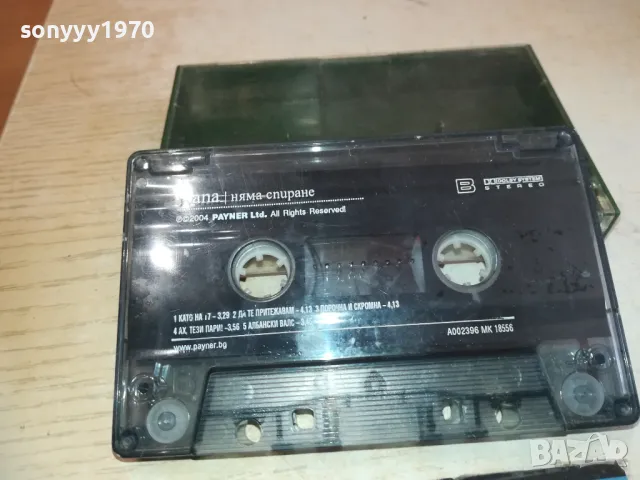 sonyyy1970
няма-спиране
B DOLBY SYSTEM
STEREO
©2004 PAYNER Ltd. All Rights Reserved!
1 КАТО НА 17 – 3,29 2 ДА ТЕ ПРИТЕЖАВАМ – 4,13 3 ПОРОЧНА И СКРОМНА – 4,13
4 АХ, ТЕЗИ ПАРИ! –3,56 5 АЛБАНСКИ ВАЛС –
www.payner.bg
A002396 MK 18556
BAZAR